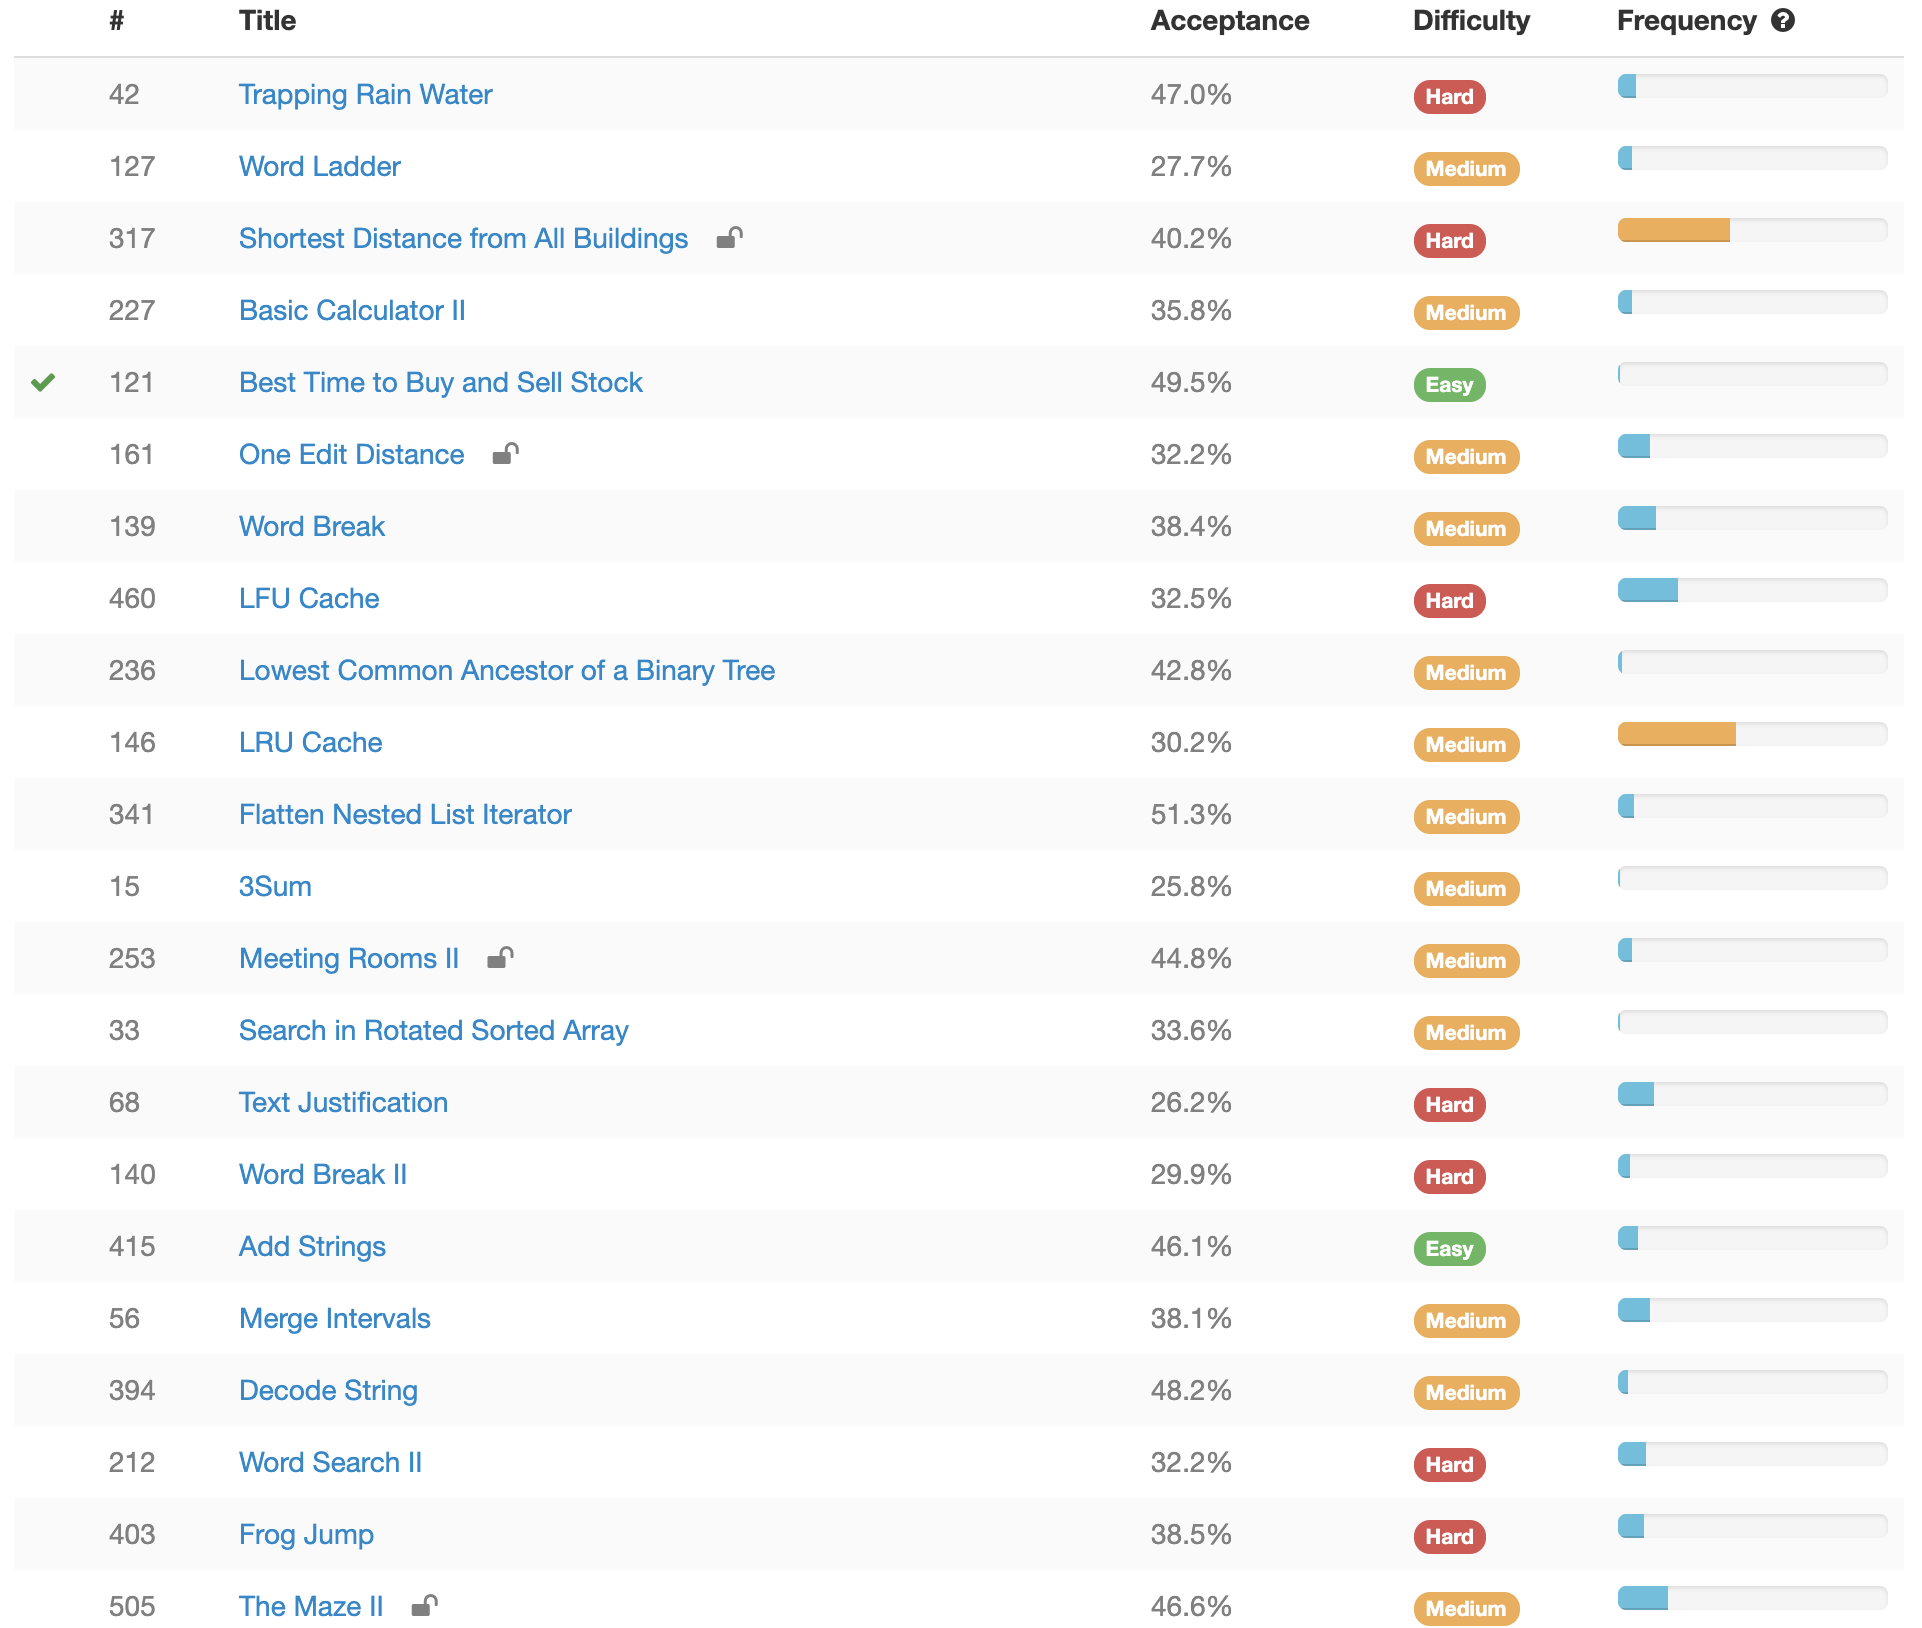 # Title Acceptance Difficulty Frequency ?
42 Trapping Rain Water 47.0% Hard
127 Word Ladder 27.7% Medium
317 Shortest Distance from All Buildings 40.2% Hard
227 Basic Calculator II 35.8% Medium
121 Best Time to Buy and Sell Stock 49.5% Easy
161 One Edit Distance 32.2% Medium
139 Word Break 38.4% Medium
460 LFU Cache 32.5% Hard
236 Lowest Common Ancestor of a Binary Tree 42.8% Medium
146 LRU Cache 30.2% Medium
341 Flatten Nested List Iterator 51.3% Medium
15 3Sum 25.8% Medium
253 Meeting Rooms II 44.8% Medium
33 Search in Rotated Sorted Array 33.6% Medium
68 Text Justification 26.2% Hard
140 Word Break II 29.9% Hard
415 Add Strings 46.1% Easy
56 Merge Intervals 38.1% Medium
394 Decode String 48.2% Medium
212 Word Search II 32.2% Hard
403 Frog Jump 38.5% Hard
505 The Maze II 46.6% Medium